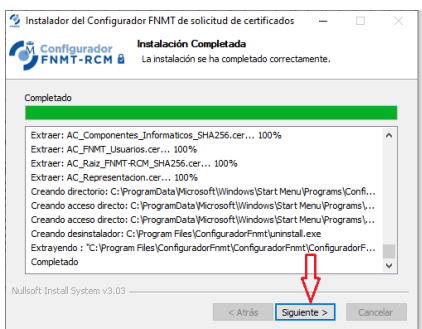 Instalador del Configurador FNMT de solicitud de certificados
Configurador
FNMT-RCM
Instalación Completada
La instalación se ha completado correctamente.
Completado
Extraer: AC_Componentes_Informaticos_SHA256.cer... 100%
Extraer: AC_FNMT_Usuarios.cer... 100%
Extraer: AC_Raiz_FNMT-RCM_SHA256.cer... 100%
Extraer: AC_Representacion.cer... 100%
Creando directorio: C:\ProgramData\Microsoft\Windows\Start Menu\Programs\Confi...
Creando acceso directo: C:\ProgramData\Microsoft\Windows\Start Menu\Programs\...
Creando acceso directo: C:\ProgramData\Microsoft\Windows\Start Menu\Programs\...
Creando desinstalador: C:\Program Files\ConfiguradorFnmt\uninstall.exe
Extrayendo : "C:\Program Files\ConfiguradorFnmt\ConfiguradorFnmt\ConfiguradorF...
Completado
Nullsoft Install System v3.03
< Atrás
Siguiente >
Cancelar